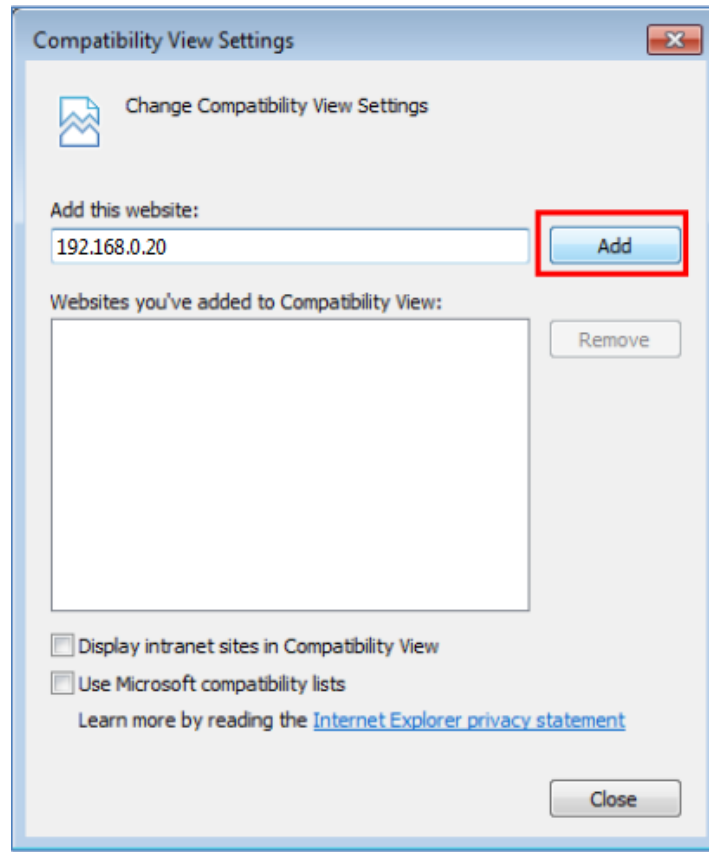 Compatibility View Settings
Change Compatibility View Settings
Add this website:
192.168.0.20
Add
Websites you've added to Compatibility View:
Remove
Display intranet sites in Compatibility View
Use Microsoft compatibility lists
Learn more by reading the Internet Explorer privacy statement
Close